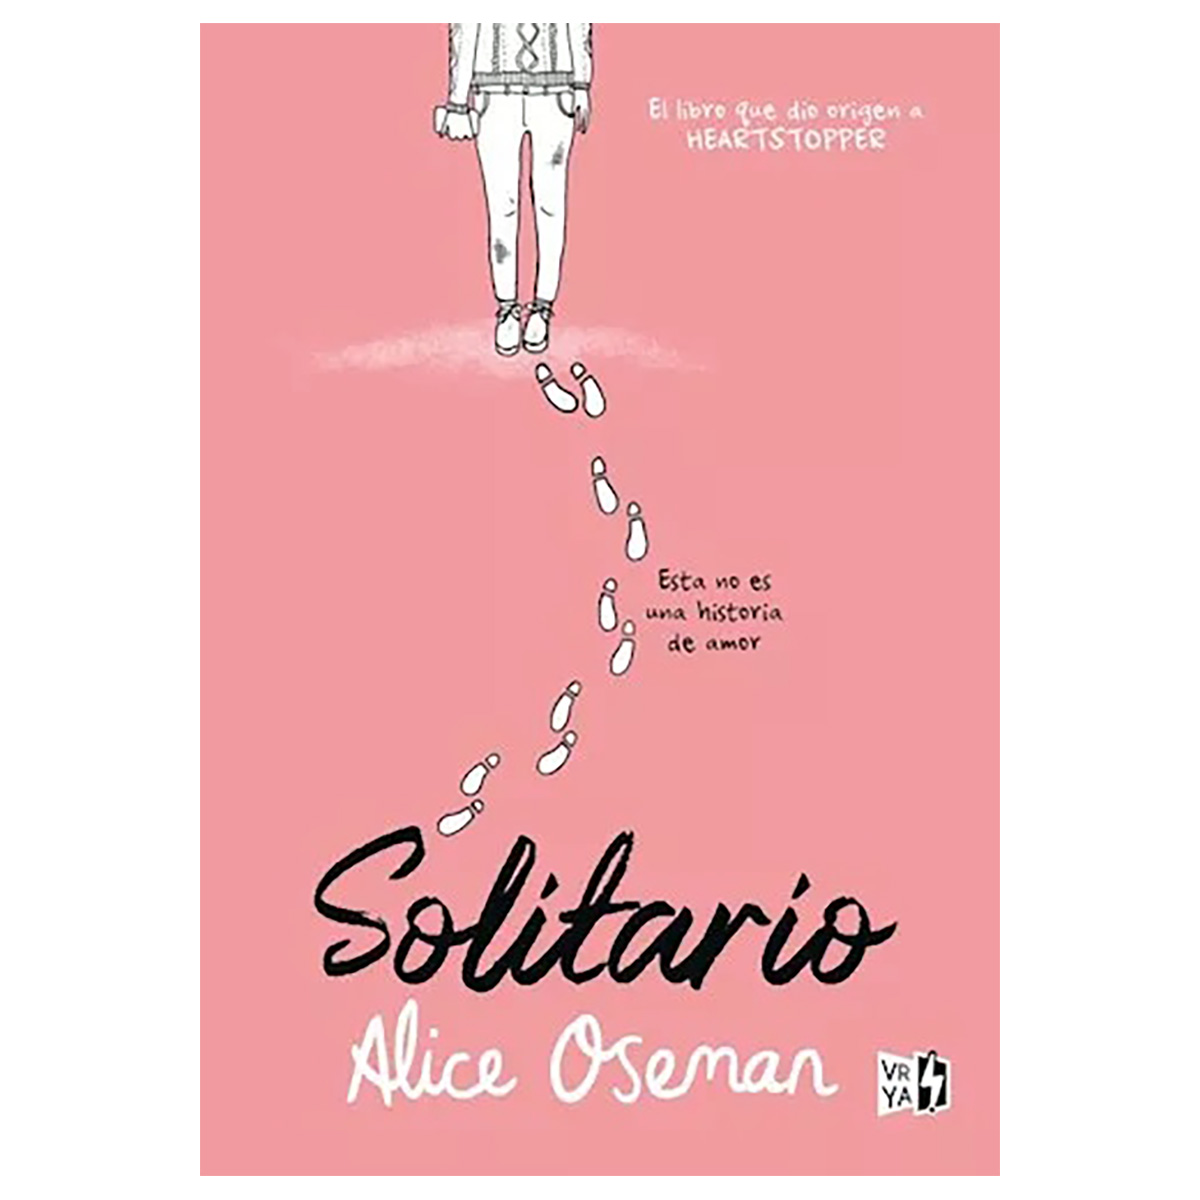 El libro que dio origen a
HEARTSTOPPER
Esta no es
una historia
de amor
Solitario
Alice Oseman
VR
YA